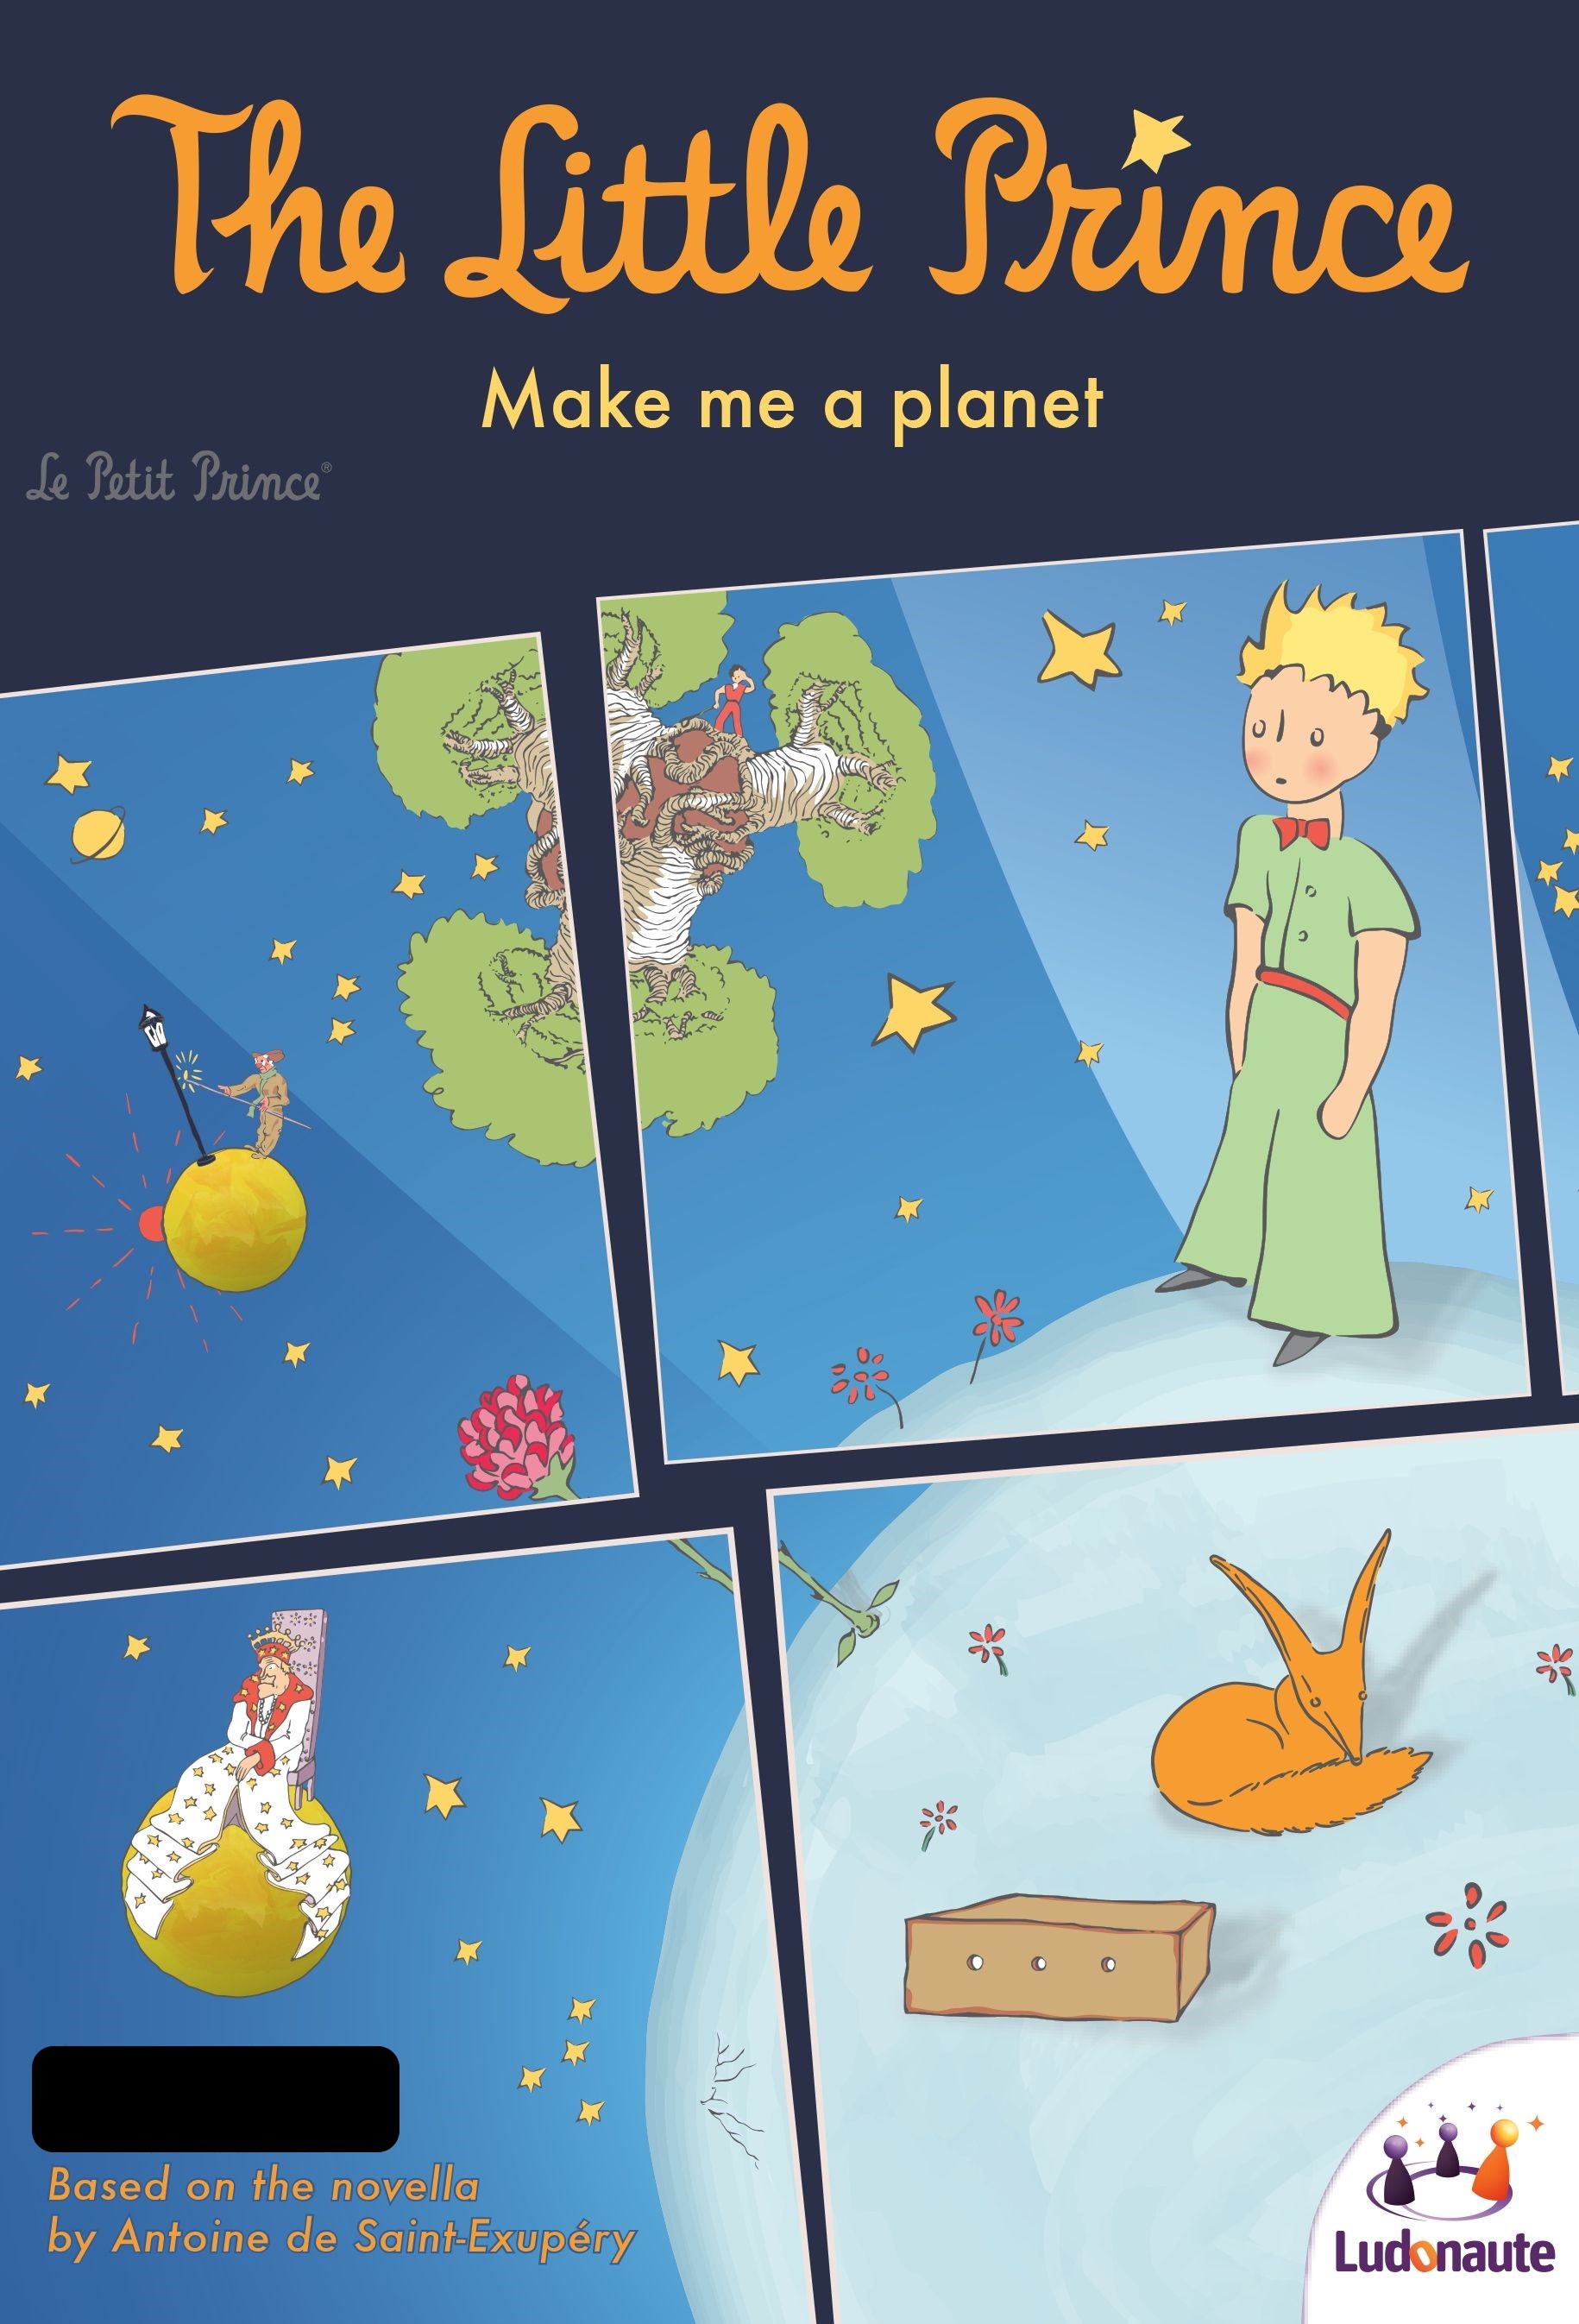 The Little Prince
Make me a planet
Le Petit Prince®
Based on the novella
by Antoine de Saint-Exupéry
Ludonaute